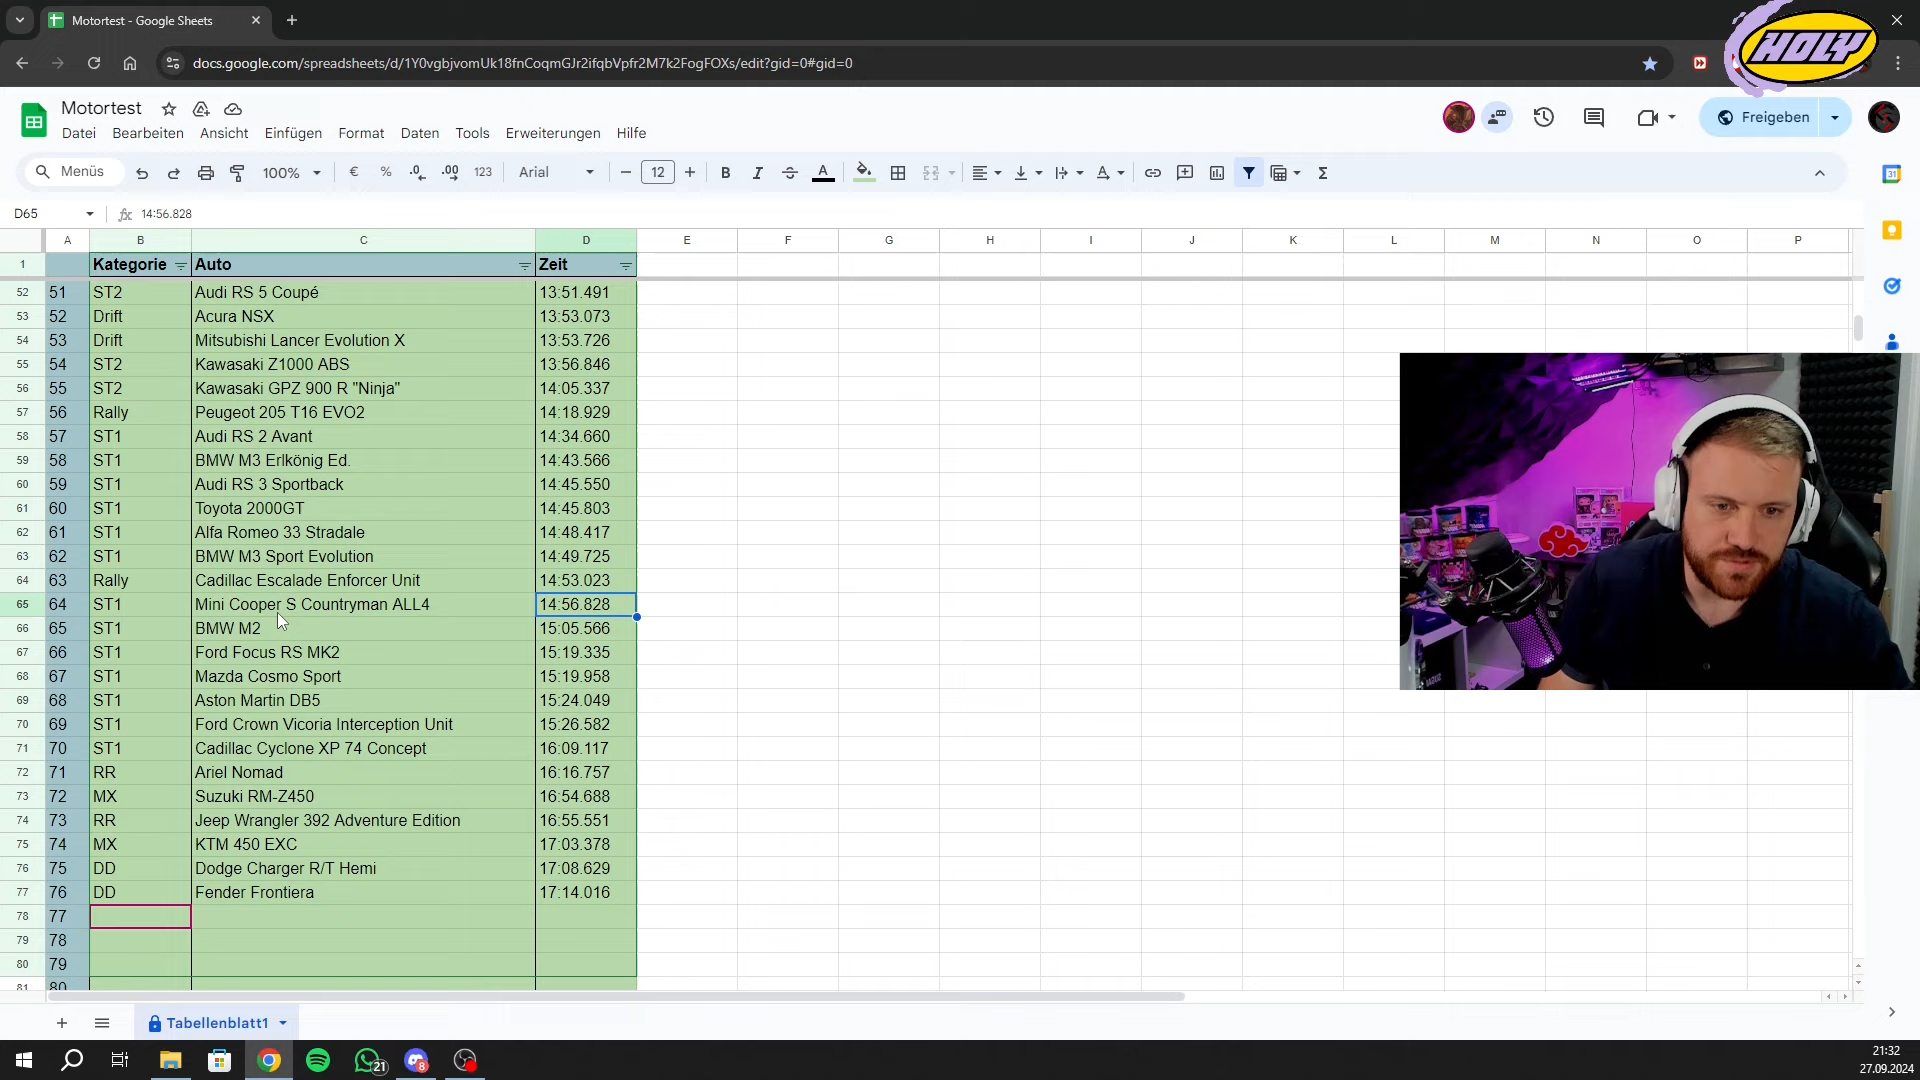 Motortest - Google Sheets
docs.google.com/spreadsheets/d/1Y0vgbjvomUk18fnCoqmGJr2ifqbVpfr2M7k2FogFOXs/edit?gid=0#gid=0
HOLY
Motortest
Datei Bearbeiten Ansicht Einfügen Format Daten Tools Erweiterungen Hilfe
Freigeben
Menüs 100% € % .0 .00 123 Arial 12 B I A Σ
31
D65 fx 14:56.828
A B C D E F G H I J K L M N O P
1 Kategorie Auto Zeit
52 51 ST2 Audi RS 5 Coupé 13:51.491
53 52 Drift Acura NSX 13:53.073
54 53 Drift Mitsubishi Lancer Evolution X 13:53.726
55 54 ST2 Kawasaki Z1000 ABS 13:56.846
56 55 ST2 Kawasaki GPZ 900 R "Ninja" 14:05.337
57 56 Rally Peugeot 205 T16 EVO2 14:18.929
58 57 ST1 Audi RS 2 Avant 14:34.660
59 58 ST1 BMW M3 Erlkönig Ed. 14:43.566
60 59 ST1 Audi RS 3 Sportback 14:45.550
61 60 ST1 Toyota 2000GT 14:45.803
62 61 ST1 Alfa Romeo 33 Stradale 14:48.417
63 62 ST1 BMW M3 Sport Evolution 14:49.725
64 63 Rally Cadillac Escalade Enforcer Unit 14:53.023
65 64 ST1 Mini Cooper S Countryman ALL4 14:56.828
66 65 ST1 BMW M2 15:05.566
67 66 ST1 Ford Focus RS MK2 15:19.335
68 67 ST1 Mazda Cosmo Sport 15:19.958
69 68 ST1 Aston Martin DB5 15:24.049
70 69 ST1 Ford Crown Vicoria Interception Unit 15:26.582
71 70 ST1 Cadillac Cyclone XP 74 Concept 16:09.117
72 71 RR Ariel Nomad 16:16.757
73 72 MX Suzuki RM-Z450 16:54.688
74 73 RR Jeep Wrangler 392 Adventure Edition 16:55.551
75 74 MX KTM 450 EXC 17:03.378
76 75 DD Dodge Charger R/T Hemi 17:08.629
77 76 DD Fender Frontiera 17:14.016
78 77
79 78
80 79
81 80
Tabellenblatt1
21 8
21:32
27.09.2024